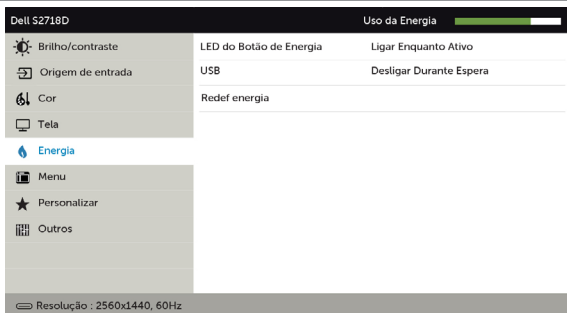 Dell S2718D Uso da Energia
Brilho/contraste LED do Botão de Energia Ligar Enquanto Ativo
Origem de entrada USB Desligar Durante Espera
Cor Redef energia
Tela
Energia
Menu
Personalizar
Outros
Resolução : 2560x1440, 60Hz